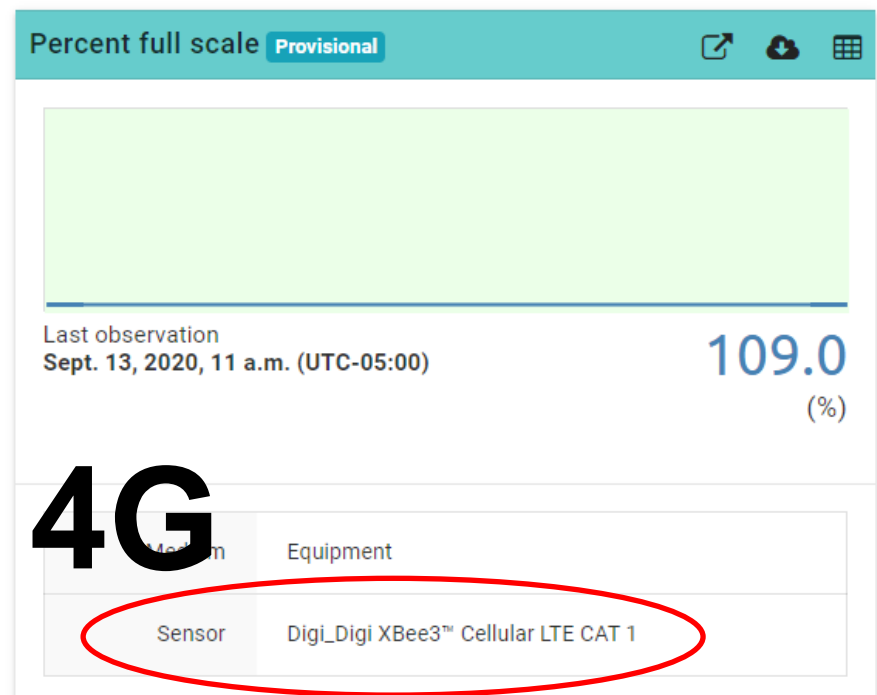 Percent full scale Provisional
Last observation
Sept. 13, 2020, 11 a.m. (UTC-05:00)
109.0
(%)
4G
Equipment
Sensor Digi_Digi XBee3™ Cellular LTE CAT 1